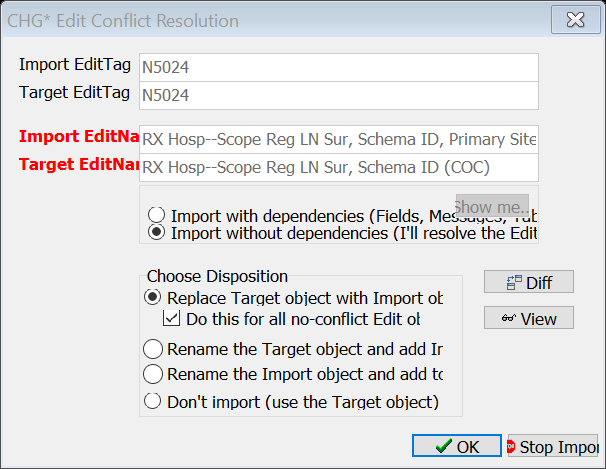 CHG* Edit Conflict Resolution
Import EditTag N5024
Target EditTag N5024
Import EditNa RX Hosp--Scope Reg LN Sur, Schema ID, Primary Site
Target EditNar RX Hosp--Scope Reg LN Sur, Schema ID (COC)
Show me...
Import with dependencies (Fields, Messages, Tab
Import without dependencies (I'll resolve the Edit
Choose Disposition
Replace Target object with Import ob
Do this for all no-conflict Edit ob
Rename the Target object and add Im
Rename the Import object and add to
Don't import (use the Target object)
Diff
View
OK
Stop Impor